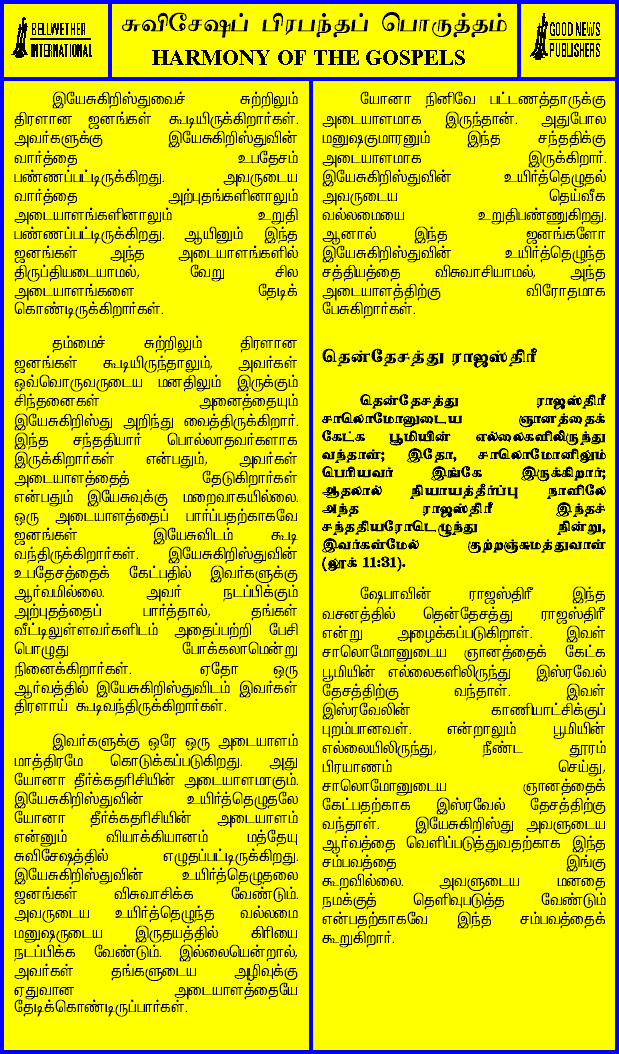 BELLWETHER
INTERNATIONAL
சுவிசேஷப் பிரபந்தப் பொருத்தம்
HARMONY OF THE GOSPELS
GOOD NEWS
PUBLISHERS
இயேசுகிறிஸ்துவைச் சுற்றிலும்
திரளான ஜனங்கள் கூடியிருக்கிறார்கள்.
அவர்களுக்கு இயேசுகிறிஸ்துவின்
வார்த்தை உபதேசம்
பண்ணப்பட்டிருக்கிறது. அவருடைய
வார்த்தை அற்புதங்களினாலும்
அடையாளங்களினாலும் உறுதி
பண்ணப்பட்டிருக்கிறது. ஆயினும் இந்த
ஜனங்கள் அந்த அடையாளங்களில்
திருப்தியடையாமல், வேறு சில
அடையாளங்களை தேடிக்
கொண்டிருக்கிறார்கள்.
தம்மைச் சுற்றிலும் திரளான
ஜனங்கள் கூடியிருந்தாலும், அவர்கள்
ஒவ்வொருவருடைய மனதிலும் இருக்கும்
சிந்தனைகள் அனைத்தையும்
இயேசுகிறிஸ்து அறிந்து வைத்திருக்கிறார்.
இந்த சந்ததியார் பொல்லாதவர்களாக
இருக்கிறார்கள் என்பதும், அவர்கள்
அடையாளத்தைத் தேடுகிறார்கள்
என்பதும் இயேசுவுக்கு மறைவாகயில்லை.
ஒரு அடையாளத்தைப் பார்ப்பதற்காகவே
ஜனங்கள் இயேசுவிடம் கூடி
வந்திருக்கிறார்கள். இயேசுகிறிஸ்துவின்
உபதேசத்தைக் கேட்பதில் இவர்களுக்கு
ஆர்வமில்லை. அவர் நடப்பிக்கும்
அற்புதத்தைப் பார்த்தால், தங்கள்
வீட்டிலுள்ளவர்களிடம் அதைப்பற்றி பேசி
பொழுது போக்கலாமென்று
நினைக்கிறார்கள். ஏதோ ஒரு
ஆர்வத்தில் இயேசுகிறிஸ்துவிடம் இவர்கள்
திரளாய் கூடிவந்திருக்கிறார்கள்.
இவர்களுக்கு ஒரே ஒரு அடையாளம்
மாத்திரமே கொடுக்கப்படுகிறது. அது
யோனா தீர்க்கதரிசியின் அடையாளமாகும்.
இயேசுகிறிஸ்துவின் உயிர்த்தெழுதலே
யோனா தீர்க்கதரிசியின் அடையாளம்
என்னும் வியாக்கியானம் மத்தேயு
சுவிசேஷத்தில் எழுதப்பட்டிருக்கிறது.
இயேசுகிறிஸ்துவின் உயிர்த்தெழுதலை
ஜனங்கள் விசுவாசிக்க வேண்டும்.
அவருடைய உயிர்த்தெழுந்த வல்லமை
மனுஷருடைய இருதயத்தில் கிரியை
நடப்பிக்க வேண்டும். இல்லையென்றால்,
அவர்கள் தங்களுடைய அழிவுக்கு
ஏதுவான அடையாளத்தையே
தேடிக்கொண்டிருப்பார்கள்.
யோனா நினிவே பட்டணத்தாருக்கு
அடையாளமாக இருந்தான். அதுபோல
மனுஷகுமாரனும் இந்த சந்ததிக்கு
அடையாளமாக இருக்கிறார்.
இயேசுகிறிஸ்துவின் உயிர்த்தெழுதல்
அவருடைய தெய்வீக
வல்லமையை உறுதிபண்ணுகிறது.
ஆனால் இந்த ஜனங்களோ
இயேசுகிறிஸ்துவின் உயிர்த்தெழுந்த
சத்தியத்தை விசுவாசியாமல், அந்த
அடையாளத்திற்கு விரோதமாக
பேசுகிறார்கள்.
தென்தேசத்து ராஜஸ்திரீ
தென்தேசத்து ராஜஸ்திரீ
சாலொமோனுடைய ஞானத்தைக்
கேட்க பூமியின் எல்லைகளிலிருந்து
வந்தாள்; இதோ, சாலொமோனிலும்
பெரியவர் இங்கே இருக்கிறார்;
ஆதலால் நியாயத்தீர்ப்பு நாளிலே
அந்த ராஜஸ்திரீ இந்தச்
சந்ததியரோடெழுந்து நின்று,
இவர்கள்மேல் குற்றஞ்சுமத்துவாள்
(லூக் 11:31).
ஷேபாவின் ராஜஸ்திரீ இந்த
வசனத்தில் தென்தேசத்து ராஜஸ்திரீ
என்று அழைக்கப்படுகிறாள். இவள்
சாலொமோனுடைய ஞானத்தைக் கேட்க
பூமியின் எல்லைகளிலிருந்து இஸ்ரவேல்
தேசத்திற்கு வந்தாள். இவள்
இஸ்ரவேலின் காணியாட்சிக்குப்
புறம்பானவள். என்றாலும் பூமியின்
எல்லையிலிருந்து, நீண்ட தூரம்
பிரயாணம் செய்து,
சாலொமோனுடைய ஞானத்தைக்
கேட்பதற்காக இஸ்ரவேல் தேசத்திற்கு
வந்தாள். இயேசுகிறிஸ்து அவளுடைய
ஆர்வத்தை வெளிப்படுத்துவதற்காக இந்த
சம்பவத்தை இங்கு
கூறவில்லை. அவளுடைய மனதை
நமக்குத் தெளிவுபடுத்த வேண்டும்
என்பதற்காகவே இந்த சம்பவத்தைக்
கூறுகிறார்.